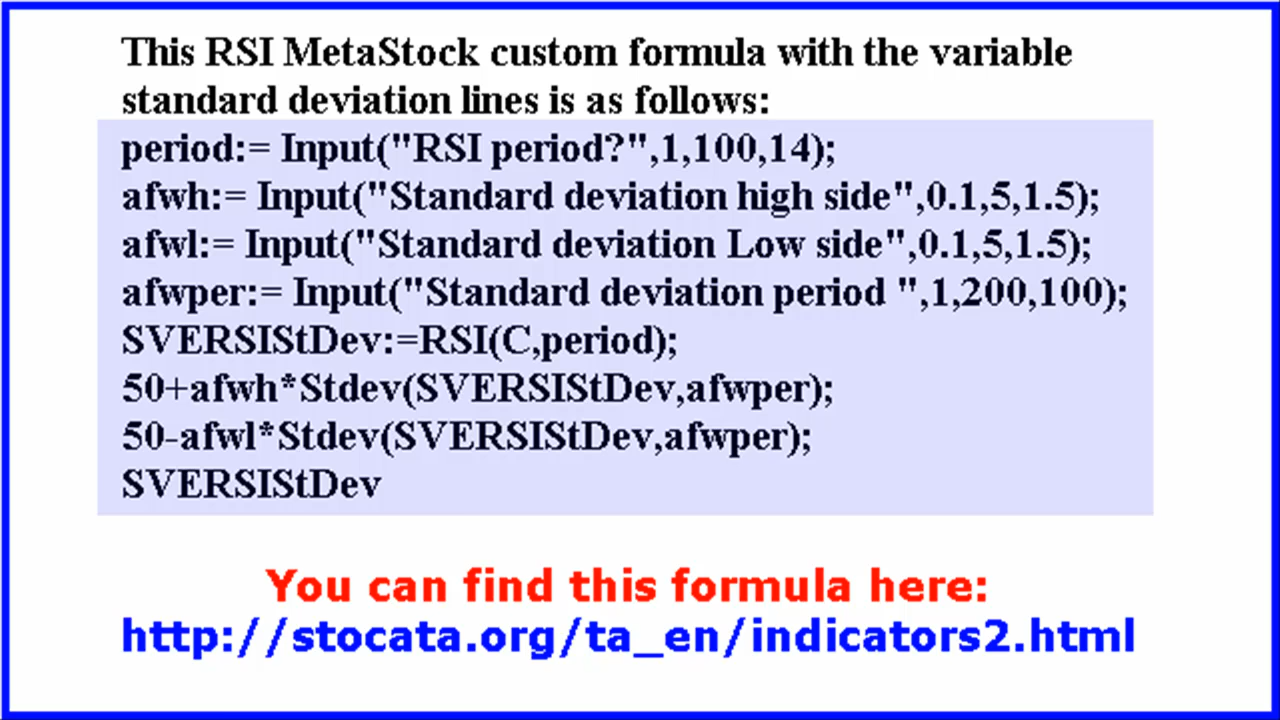 This RSI MetaStock custom formula with the variable
standard deviation lines is as follows:
period:= Input("RSI period?",1,100,14);
afwh:= Input("Standard deviation high side",0.1,5,1.5);
afwl:= Input("Standard deviation Low side",0.1,5,1.5);
afwper:= Input("Standard deviation period ",1,200,100);
SVERSIStDev:=RSI(C,period);
50+afwh*Stdev(SVERSIStDev,afwper);
50-afwl*Stdev(SVERSIStDev,afwper);
SVERSIStDev
You can find this formula here:
http://stocata.org/ta_en/indicators2.html